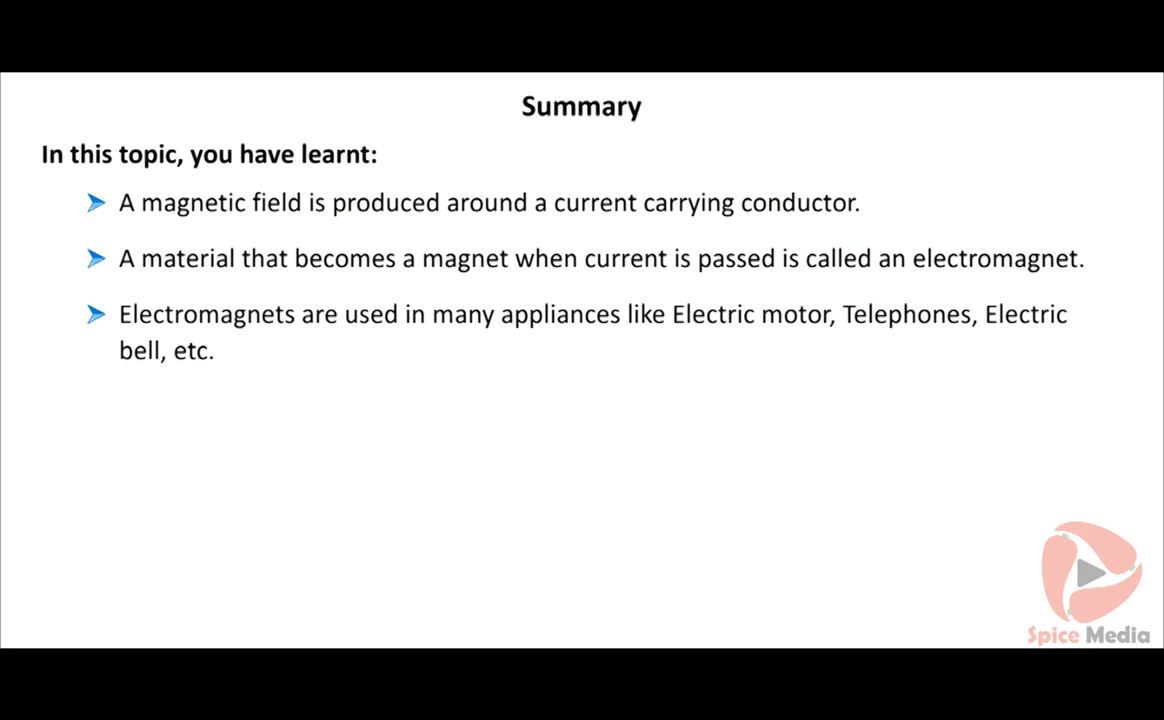 Summary
In this topic, you have learnt:
A magnetic field is produced around a current carrying conductor.
A material that becomes a magnet when current is passed is called an electromagnet.
Electromagnets are used in many appliances like Electric motor, Telephones, Electric
bell, etc.
Spice Media